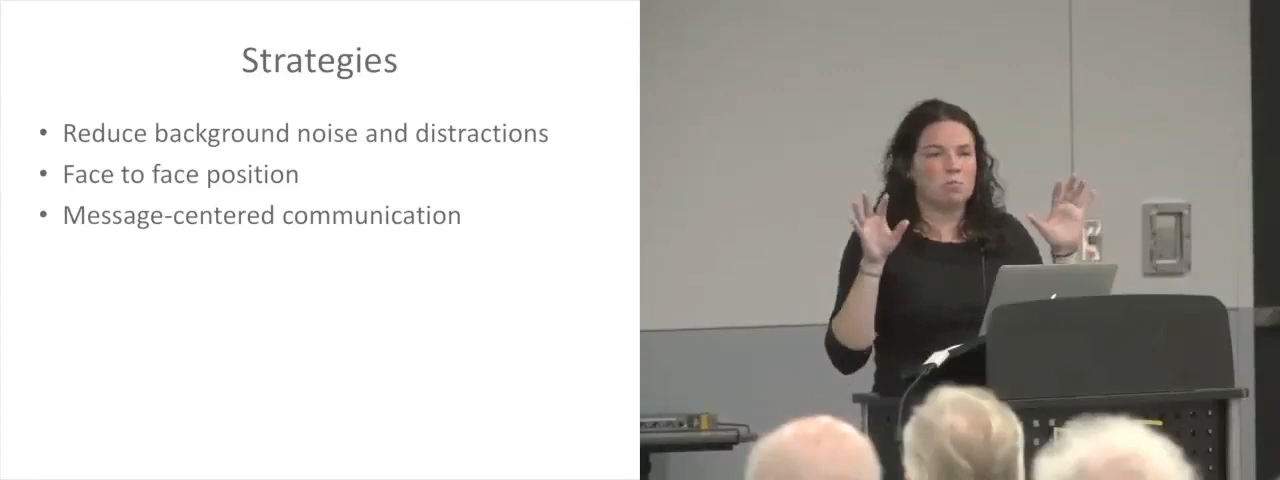 Strategies
• Reduce background noise and distractions
• Face to face position
• Message-centered communication